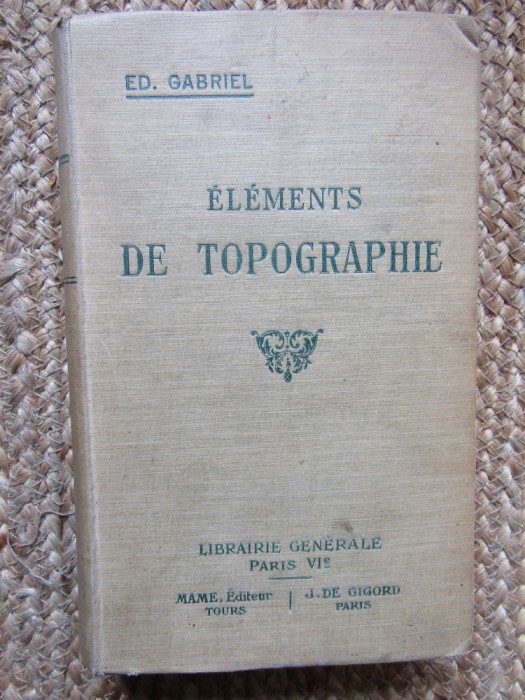 ED. GABRIEL
ÉLÉMENTS
DE TOPOGRAPHIE
LIBRAIRIE GÉNÉRALE
PARIS VIe
MAME, Éditeur
TOURS
J. DE GIGORD
PARIS